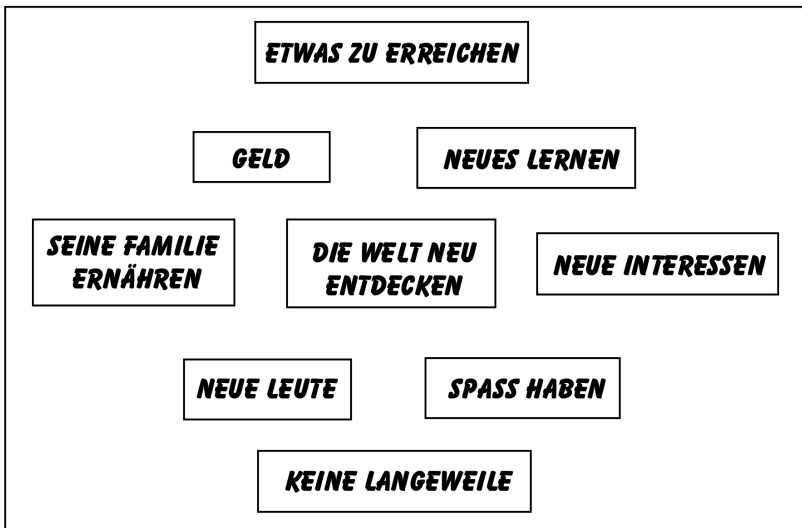 ETWAS ZU ERREICHEN
GELD
NEUES LERNEN
SEINE FAMILIE
ERNÄHREN
DIE WELT NEU
ENTDECKEN
NEUE INTERESSEN
NEUE LEUTE
SPASS HABEN
KEINE LANGEWEILE